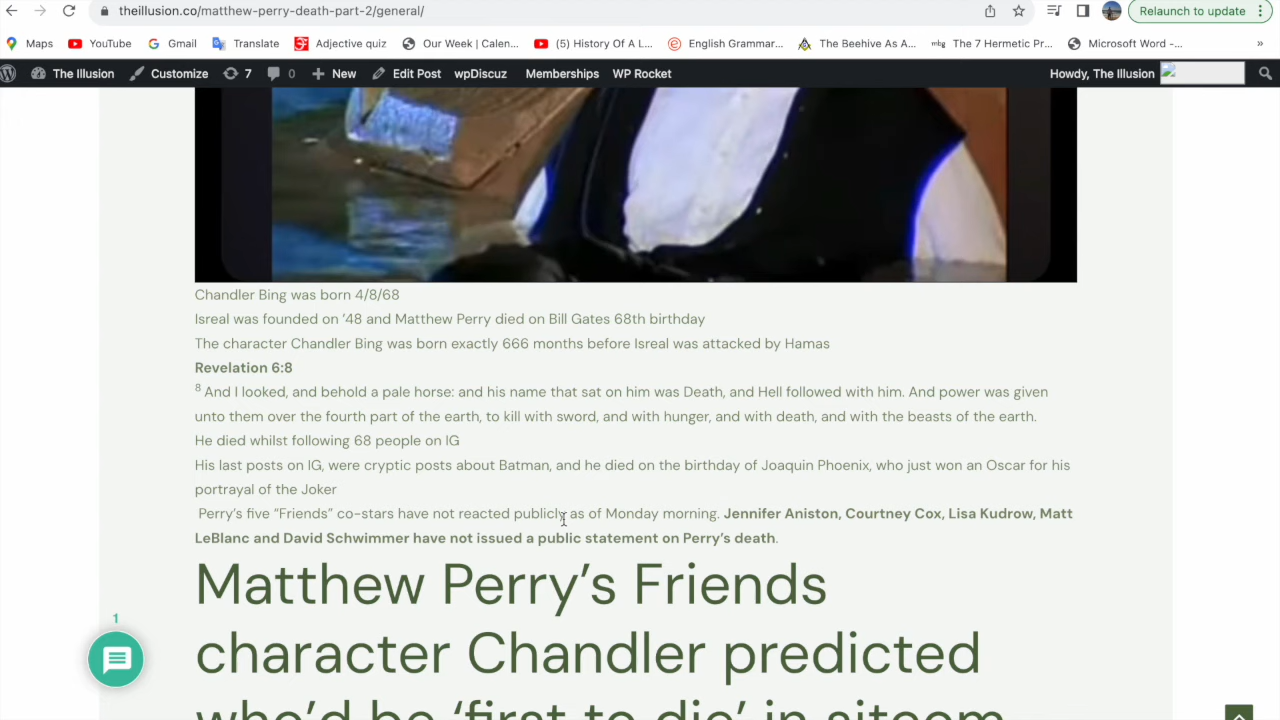 theillusion.co/matthew-perry-death-part-2/general/
Relaunch to update
Maps YouTube Gmail Translate Adjective quiz Our Week | Calen... (5) History Of A L... English Grammar... The Beehive As A... mbg The 7 Hermetic Pr... Microsoft Word -... »
The Illusion Customize 7 0 New Edit Post wpDiscuz Memberships WP Rocket Howdy, The Illusion
Chandler Bing was born 4/8/68
Isreal was founded on ’48 and Matthew Perry died on Bill Gates 68th birthday
The character Chandler Bing was born exactly 666 months before Isreal was attacked by Hamas
Revelation 6:8
8 And I looked, and behold a pale horse: and his name that sat on him was Death, and Hell followed with him. And power was given
unto them over the fourth part of the earth, to kill with sword, and with hunger, and with death, and with the beasts of the earth.
He died whilst following 68 people on IG
His last posts on IG, were cryptic posts about Batman, and he died on the birthday of Joaquin Phoenix, who just won an Oscar for his
portrayal of the Joker
Perry’s five “Friends” co-stars have not reacted publicly as of Monday morning. Jennifer Aniston, Courtney Cox, Lisa Kudrow, Matt
LeBlanc and David Schwimmer have not issued a public statement on Perry’s death.
Matthew Perry’s Friends
character Chandler predicted
who’d be ‘first to die’ in sitcom
1